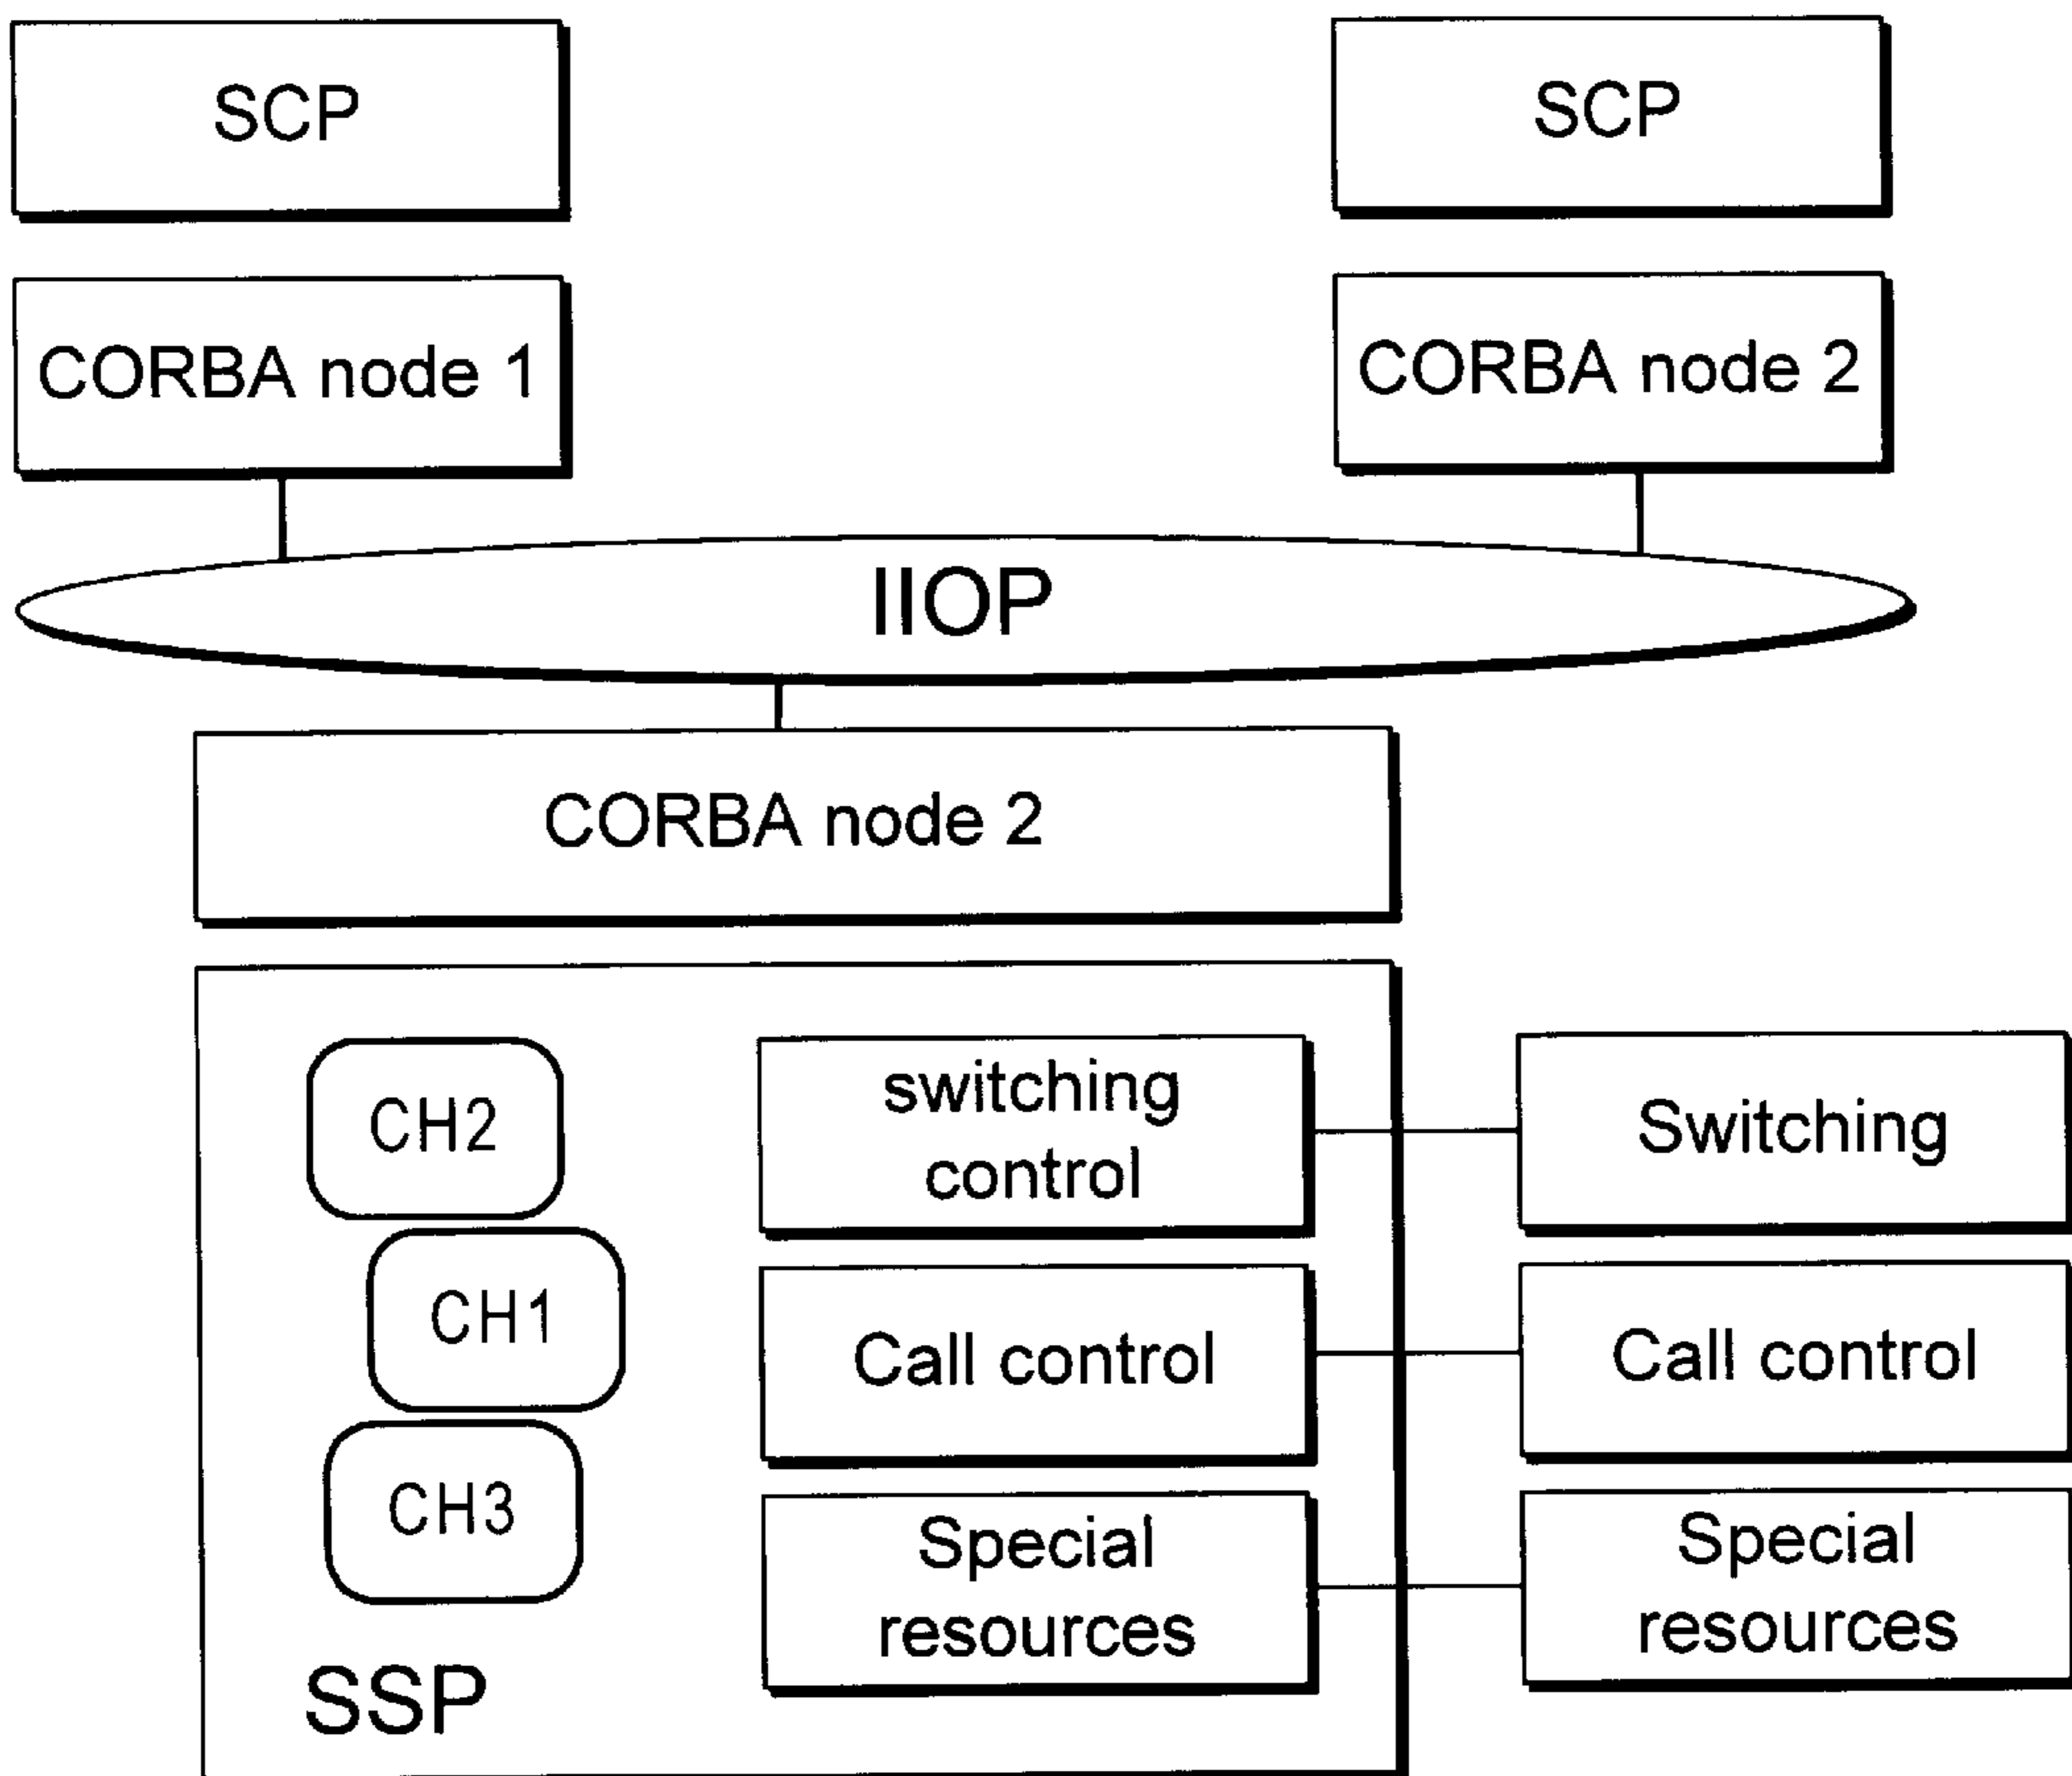 SCP
SCP
CORBA node 1
CORBA node 2
IIOP
CORBA node 2
CH2
switching
control
Switching
CH1
Call control
Call control
CH3
Special
resources
Special
resources
SSP